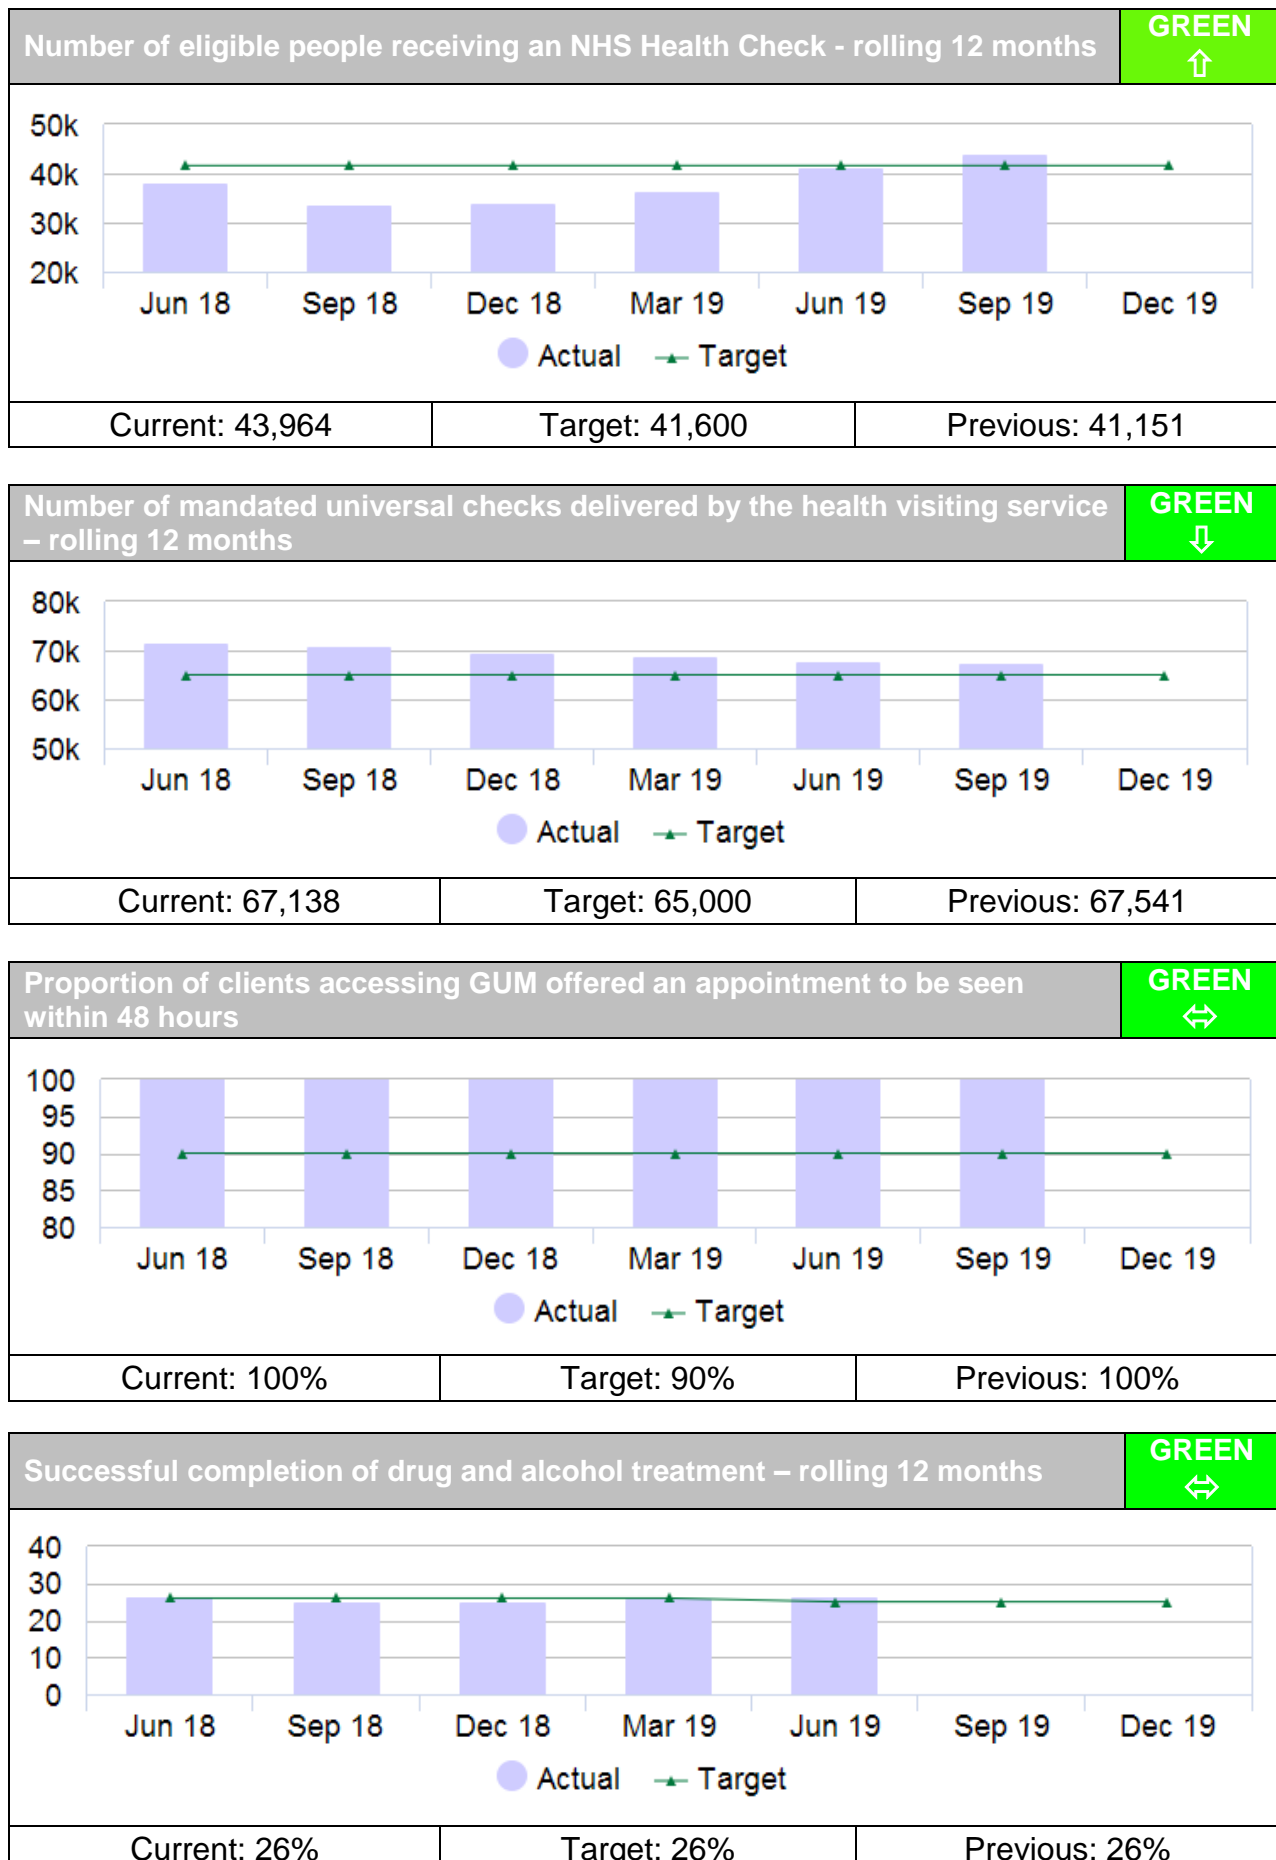 Number of eligible people receiving an NHS Health Check - rolling 12 months
GREEN
⇧
50k
40k
30k
20k
Jun 18 Sep 18 Dec 18 Mar 19 Jun 19 Sep 19 Dec 19
Actual Target
Current: 43,964 Target: 41,600 Previous: 41,151
Number of mandated universal checks delivered by the health visiting service
– rolling 12 months
GREEN
⇩
80k
70k
60k
50k
Jun 18 Sep 18 Dec 18 Mar 19 Jun 19 Sep 19 Dec 19
Actual Target
Current: 67,138 Target: 65,000 Previous: 67,541
Proportion of clients accessing GUM offered an appointment to be seen
within 48 hours
GREEN
⬄
100
95
90
85
80
Jun 18 Sep 18 Dec 18 Mar 19 Jun 19 Sep 19 Dec 19
Actual Target
Current: 100% Target: 90% Previous: 100%
Successful completion of drug and alcohol treatment – rolling 12 months
GREEN
⬄
40
30
20
10
0
Jun 18 Sep 18 Dec 18 Mar 19 Jun 19 Sep 19 Dec 19
Actual Target
Current: 26% Target: 26% Previous: 26%